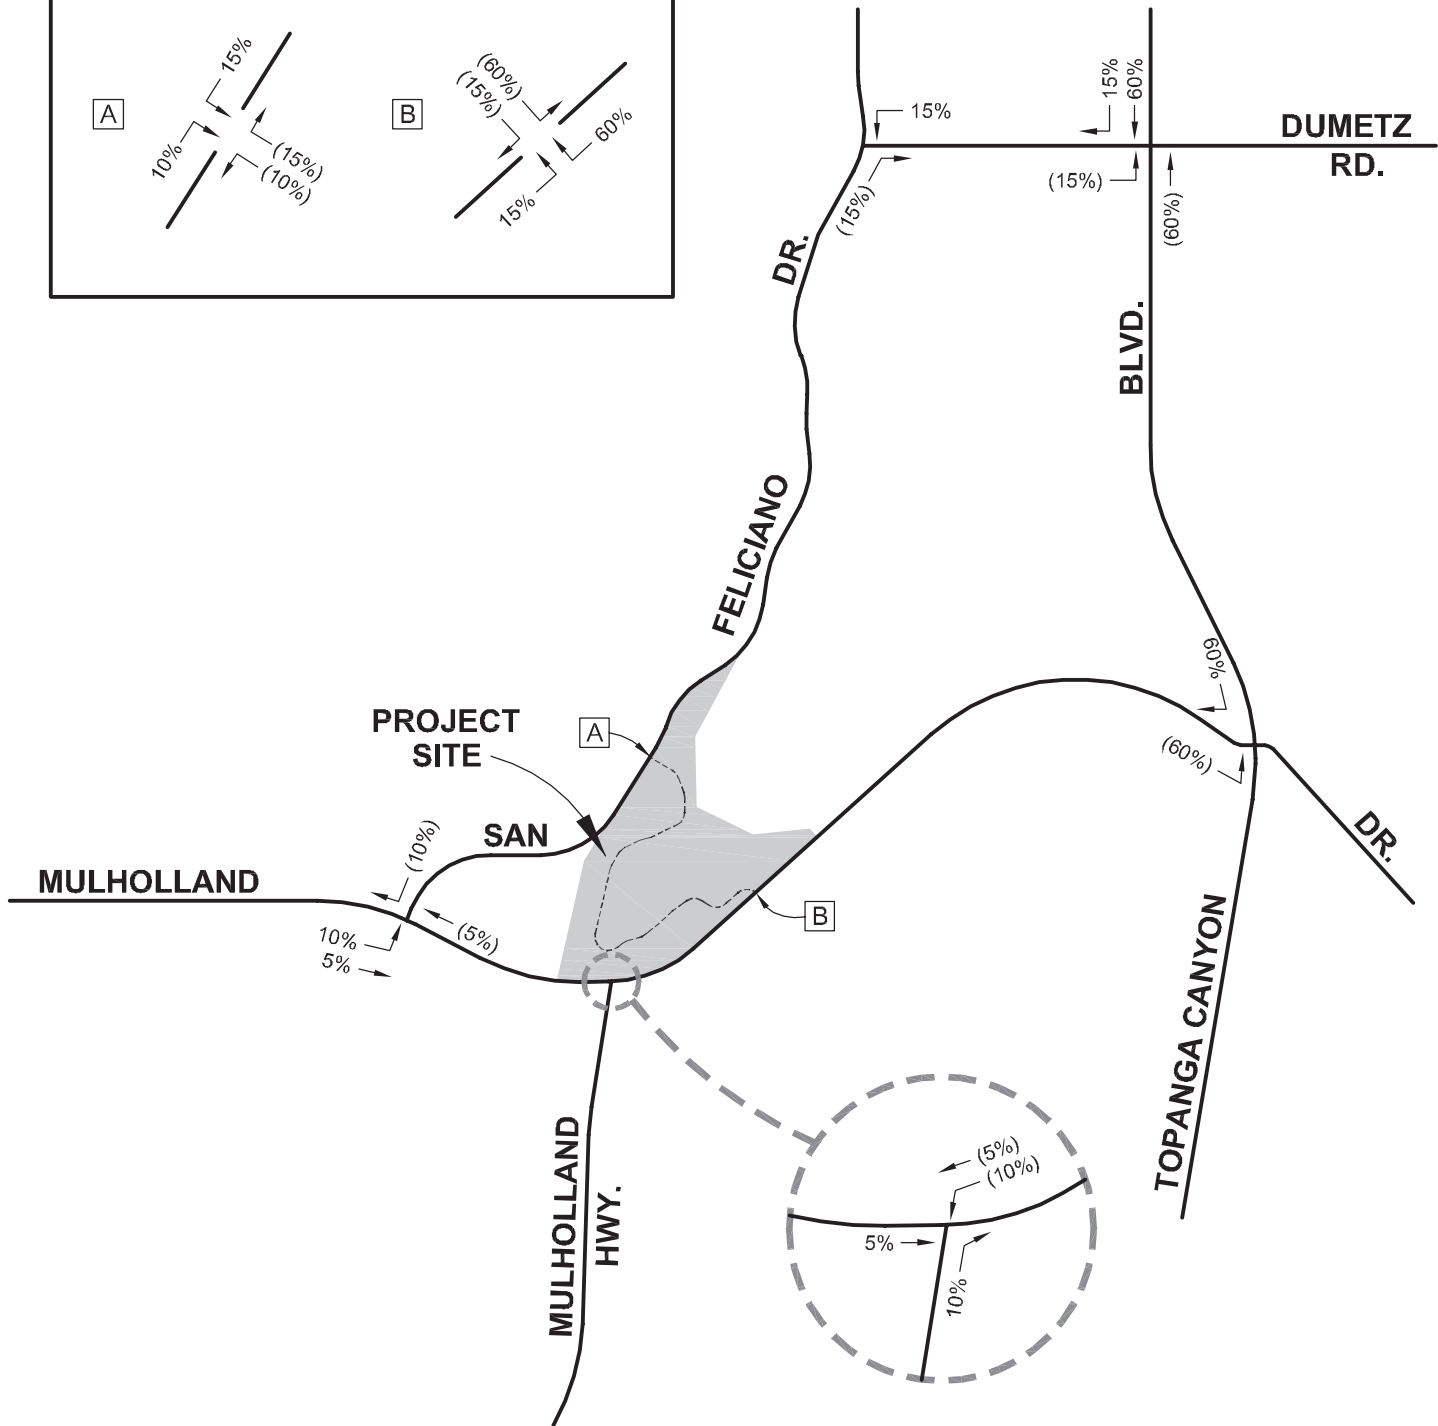 15%
A
10%
(15%)
(10%)
(60%)
(15%)
B
60%
15%
15%
(15%)
15%
60%
(15%)
(60%)
DUMETZ
RD.
DR.
BLVD.
FELICIANO
60%
(60%)
PROJECT
SITE
A
SAN
(10%)
MULHOLLAND
10%
5%
(5%)
B
DR.
TOPANGA CANYON
MULHOLLAND
HWY.
(5%)
(10%)
5%
10%